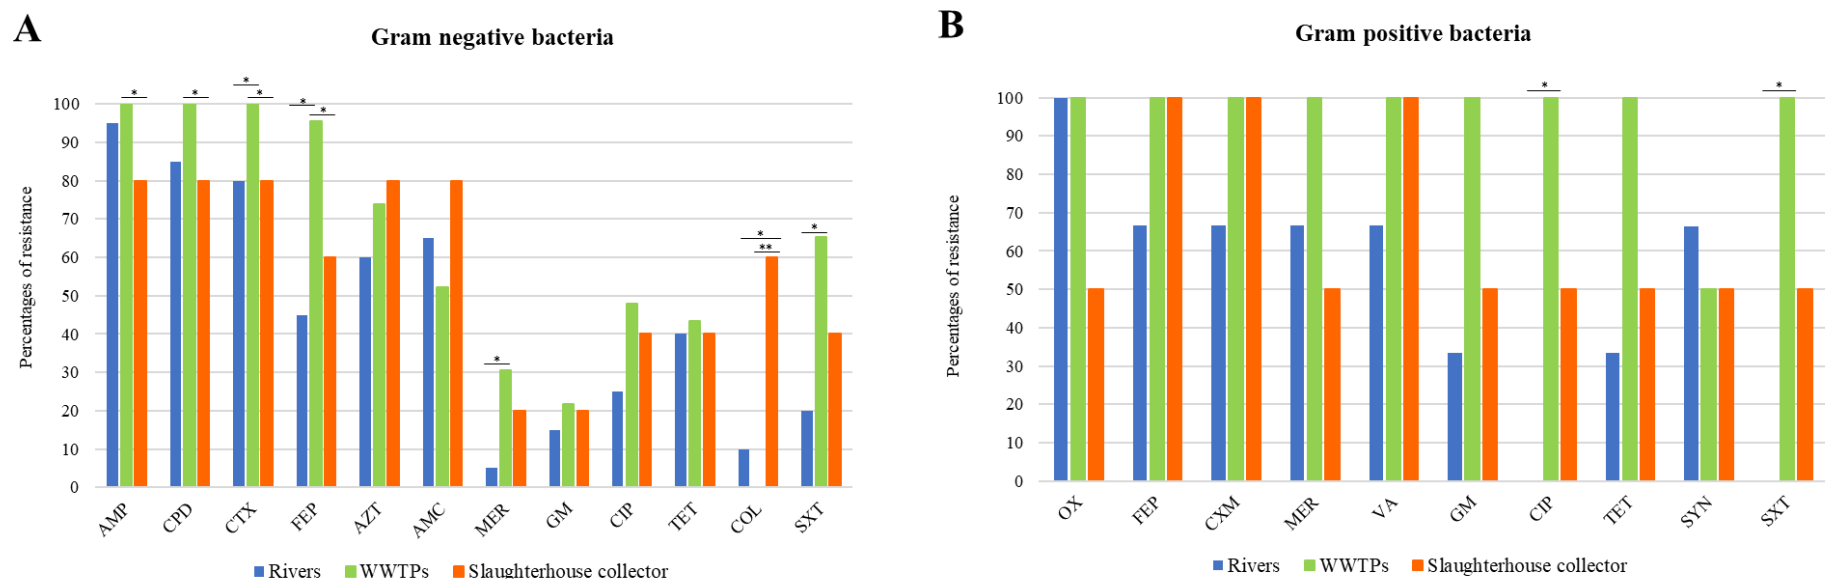 A
Gram negative bacteria
Percentages of resistance
100
90
80
70
60
50
40
30
20
10
0
* * * * * * * * ** *
AMP CPD CTX FEP AZT AMC MER GM CIP TET COL SXT
Rivers WWTPs Slaughterhouse collector
B
Gram positive bacteria
Percentages of resistance
100
90
80
70
60
50
40
30
20
10
0
* *
OX FEP CXM MER VA GM CIP TET SYN SXT
Rivers WWTPs Slaughterhouse collector